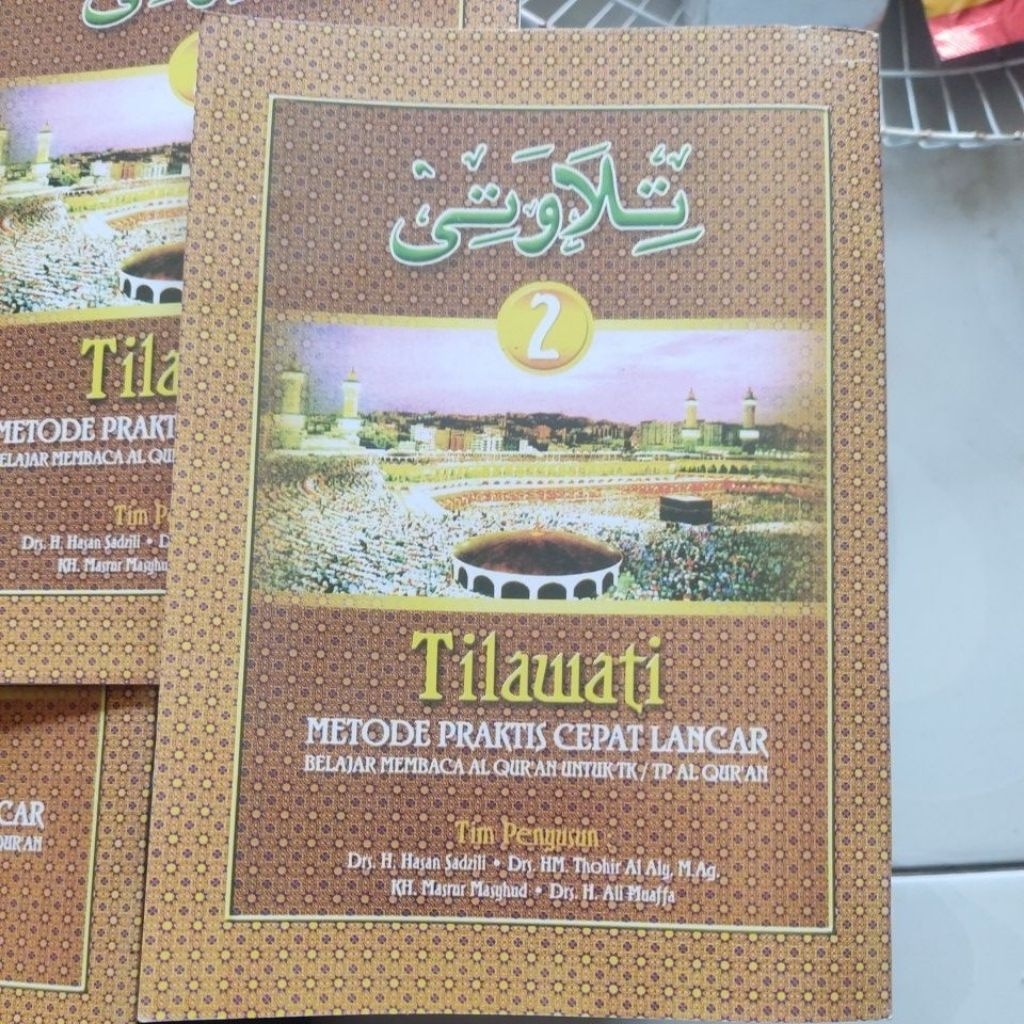 تِلَاوَتِى
2
Tilawati
METODE PRAKTIS CEPAT LANCAR
BELAJAR MEMBACA AL QUR'AN UNTUK TK / TP AL QUR'AN
Tim Penyusun
Drs. H. Hasan Sadzili • Drs. HM. Thohir Al Aly, M.Ag.
KH. Masrur Masyhud • Drs. H. Ali Muaffa
Tila
METODE PRAKT
ELAJAR MEMBACA AL QU
Tim P
Drs. H. Hasan Sadzili • D
KH. Masrur Masyhu
CAR
QUR'AN